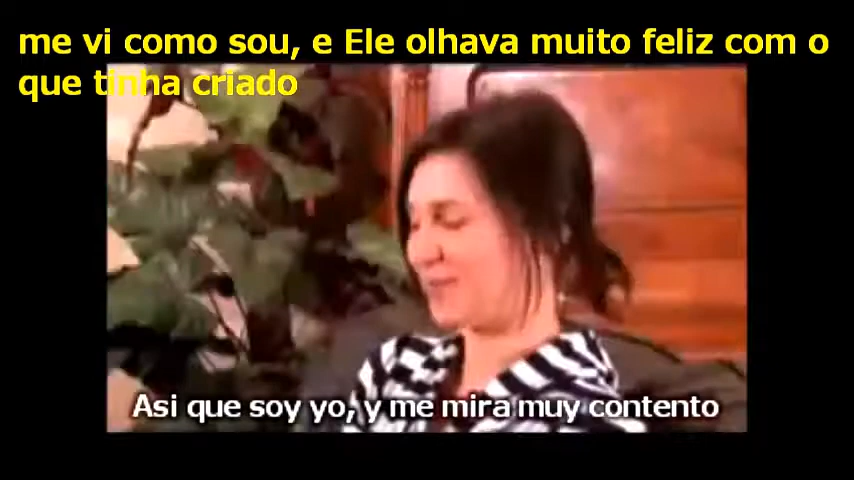 me vi como sou, e Ele olhava muito feliz com o
que tinha criado
Asi que soy yo, y me mira muy contento